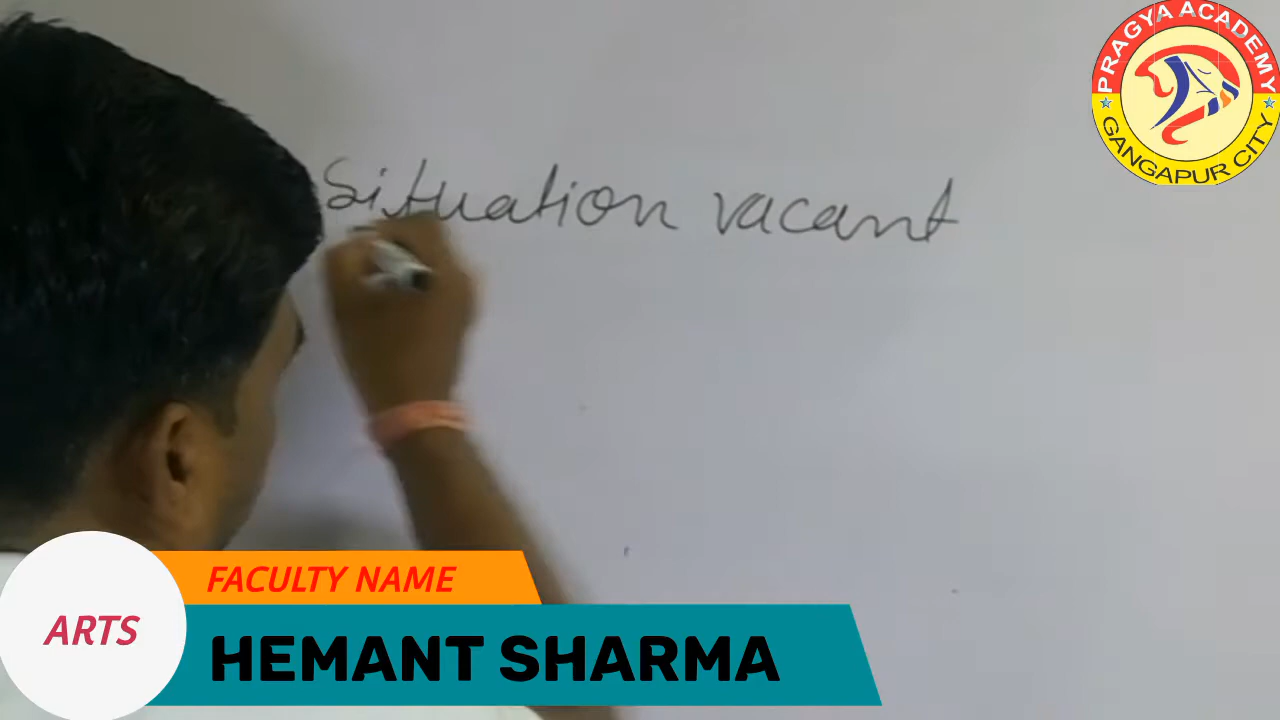 PRAGYA ACADEMY
GANGAPUR CITY
Situation vacant
FACULTY NAME
ARTS
HEMANT SHARMA